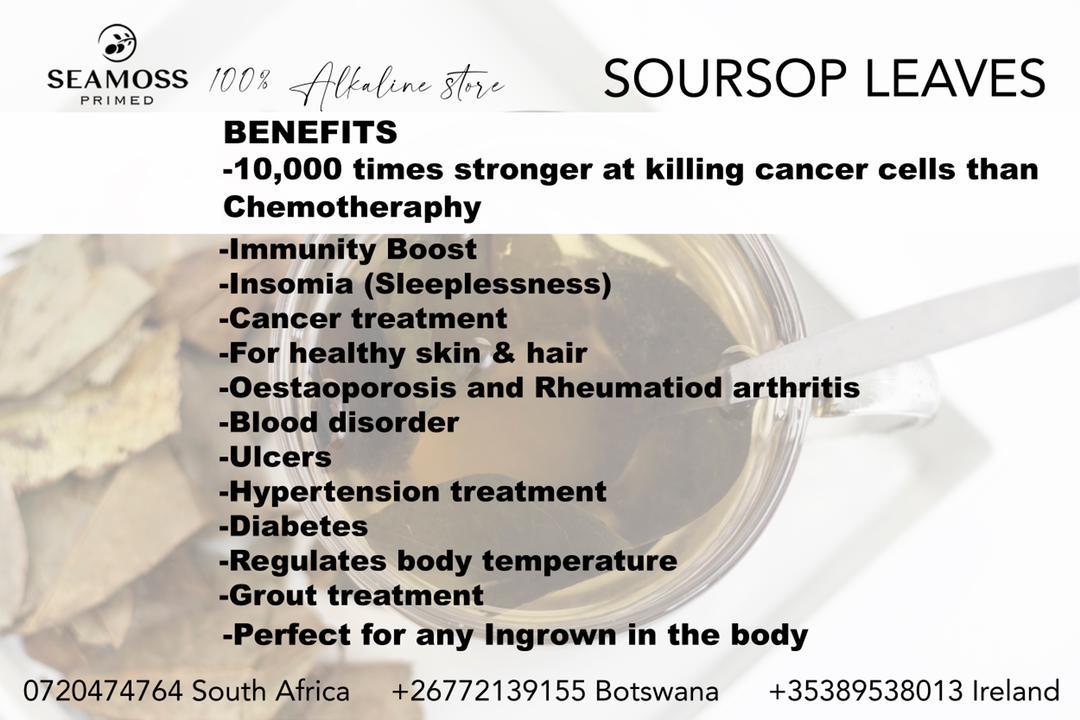 SEAMOSS
PRIMED
100% Alkaline store
SOURSOP LEAVES
BENEFITS
-10,000 times stronger at killing cancer cells than
Chemotheraphy
-Immunity Boost
-Insomia (Sleeplessness)
-Cancer treatment
-For healthy skin & hair
-Oestaoporosis and Rheumatiod arthritis
-Blood disorder
-Ulcers
-Hypertension treatment
-Diabetes
-Regulates body temperature
-Grout treatment
-Perfect for any Ingrown in the body
0720474764 South Africa +26772139155 Botswana +35389538013 Ireland